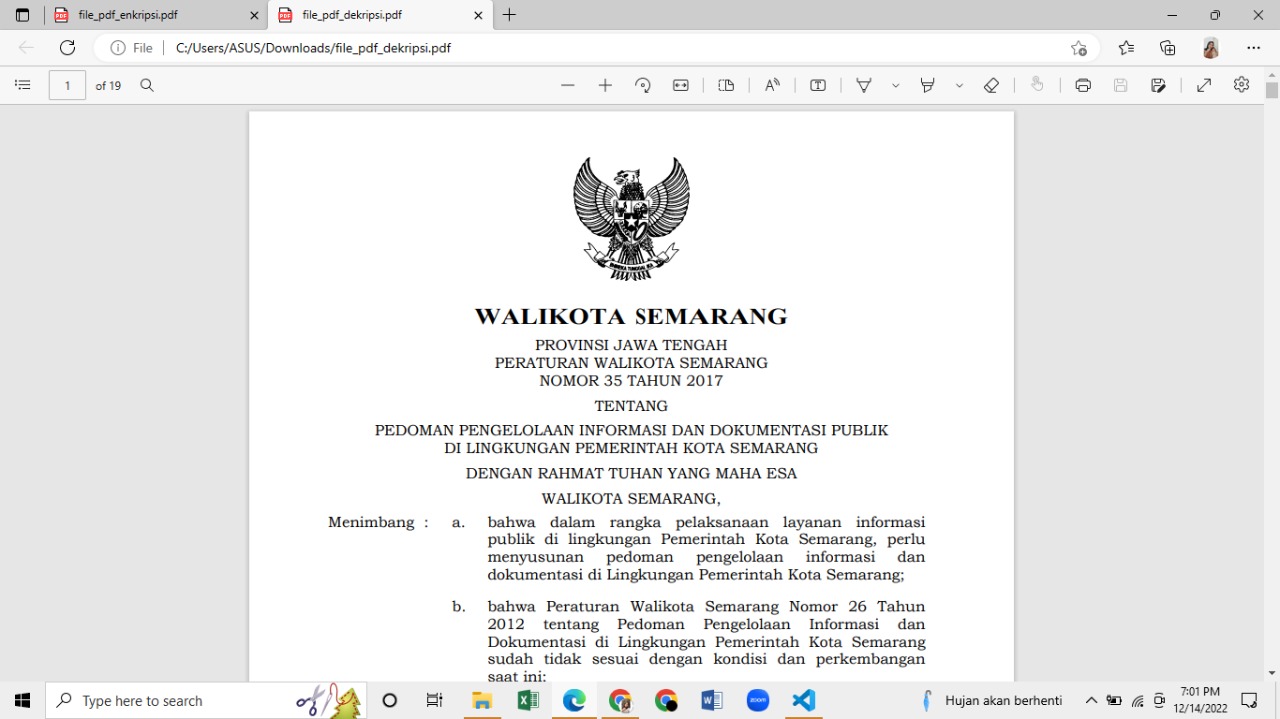 file_pdf_enkripsi.pdf
file_pdf_dekripsi.pdf
File
C:/Users/ASUS/Downloads/file_pdf_dekripsi.pdf
1 of 19
WALIKOTA SEMARANG
PROVINSI JAWA TENGAH
PERATURAN WALIKOTA SEMARANG
NOMOR 35 TAHUN 2017
TENTANG
PEDOMAN PENGELOLAAN INFORMASI DAN DOKUMENTASI PUBLIK
DI LINGKUNGAN PEMERINTAH KOTA SEMARANG
DENGAN RAHMAT TUHAN YANG MAHA ESA
WALIKOTA SEMARANG,
Menimbang : a. bahwa dalam rangka pelaksanaan layanan informasi
publik di lingkungan Pemerintah Kota Semarang, perlu
menyusunan pedoman pengelolaan informasi dan
dokumentasi di Lingkungan Pemerintah Kota Semarang;
b. bahwa Peraturan Walikota Semarang Nomor 26 Tahun
2012 tentang Pedoman Pengelolaan Informasi dan
Dokumentasi di Lingkungan Pemerintah Kota Semarang
sudah tidak sesuai dengan kondisi dan perkembangan
saat ini;
Type here to search
zoom
Hujan akan berhenti
7:01 PM
12/14/2022